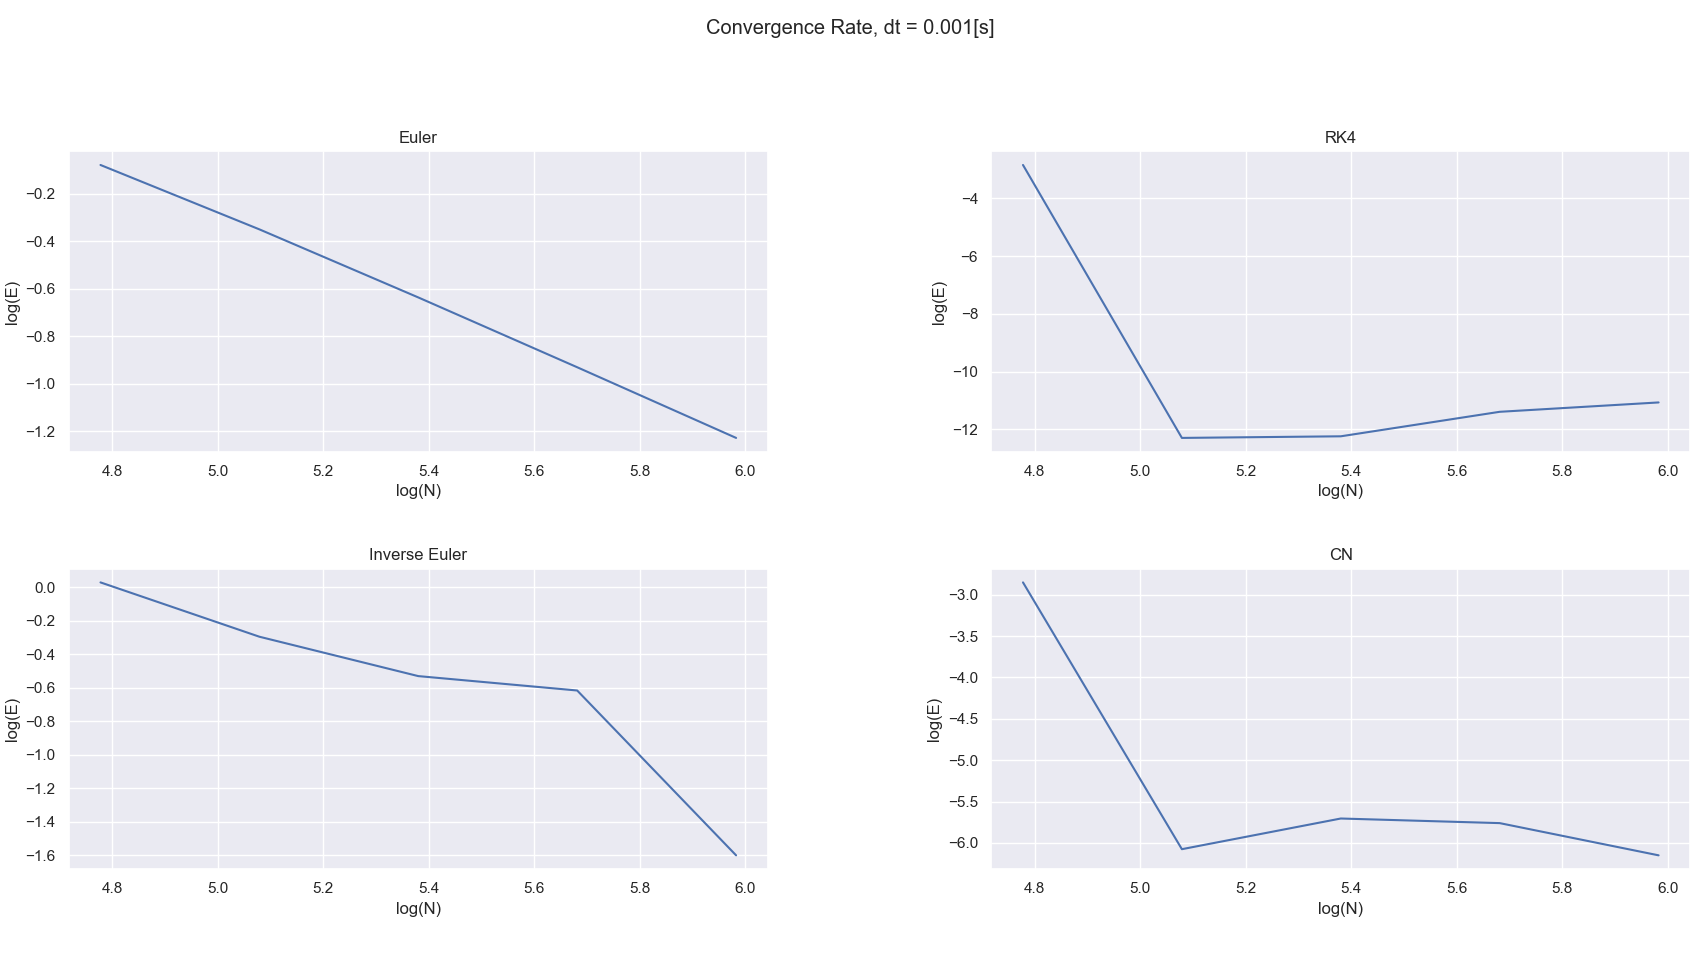 Convergence Rate, dt = 0.001[s]
Euler
−0.2
−0.4
−0.6
−0.8
−1.0
−1.2
log(E)
4.8 5.0 5.2 5.4 5.6 5.8 6.0
log(N)
RK4
−4
−6
−8
−10
−12
log(E)
4.8 5.0 5.2 5.4 5.6 5.8 6.0
log(N)
Inverse Euler
0.0
−0.2
−0.4
−0.6
−0.8
−1.0
−1.2
−1.4
−1.6
log(E)
4.8 5.0 5.2 5.4 5.6 5.8 6.0
log(N)
CN
−3.0
−3.5
−4.0
−4.5
−5.0
−5.5
−6.0
log(E)
4.8 5.0 5.2 5.4 5.6 5.8 6.0
log(N)